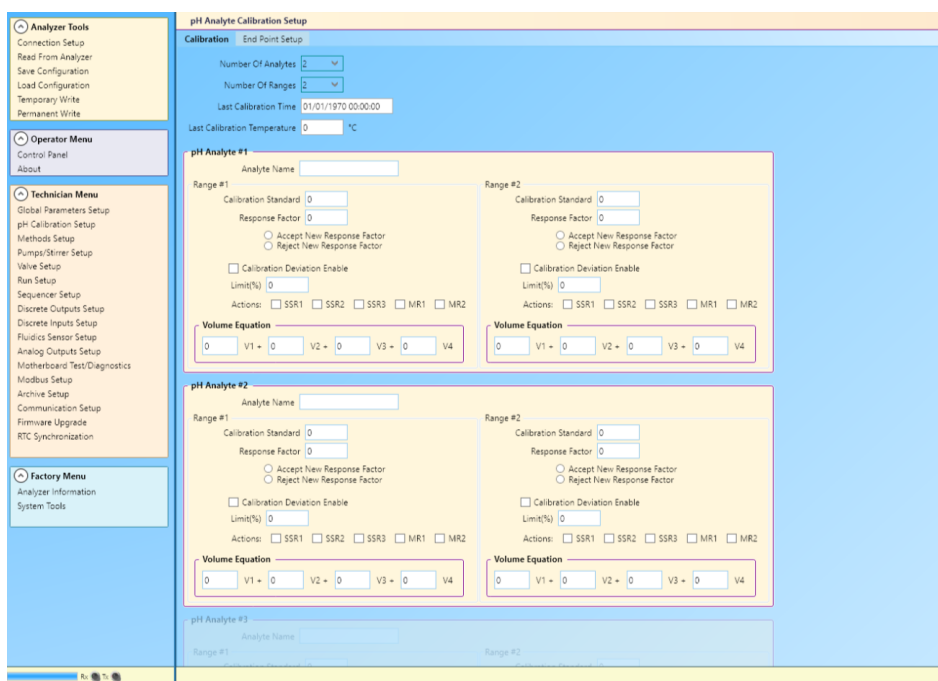 Analyzer Tools
Connection Setup
Read From Analyzer
Save Configuration
Load Configuration
Temporary Write
Permanent Write
Operator Menu
Control Panel
About
Technician Menu
Global Parameters Setup
pH Calibration Setup
Methods Setup
Pumps/Stirrer Setup
Valve Setup
Run Setup
Sequencer Setup
Discrete Outputs Setup
Discrete Inputs Setup
Fluidics Sensor Setup
Analog Outputs Setup
Motherboard Test/Diagnostics
Modbus Setup
Archive Setup
Communication Setup
Firmware Upgrade
RTC Synchronization
Factory Menu
Analyzer Information
System Tools
Rx Tx
pH Analyte Calibration Setup
Calibration End Point Setup
Number Of Analytes 2
Number Of Ranges 2
Last Calibration Time 01/01/1970 00:00:00
Last Calibration Temperature 0 °C
pH Analyte #1
Analyte Name
Range #1
Calibration Standard 0
Response Factor 0
Accept New Response Factor
Reject New Response Factor
Calibration Deviation Enable
Limit(%) 0
Actions: SSR1 SSR2 SSR3 MR1 MR2
Volume Equation
0 V1 + 0 V2 + 0 V3 + 0 V4
Range #2
Calibration Standard 0
Response Factor 0
Accept New Response Factor
Reject New Response Factor
Calibration Deviation Enable
Limit(%) 0
Actions: SSR1 SSR2 SSR3 MR1 MR2
Volume Equation
0 V1 + 0 V2 + 0 V3 + 0 V4
pH Analyte #2
Analyte Name
Range #1
Calibration Standard 0
Response Factor 0
Accept New Response Factor
Reject New Response Factor
Calibration Deviation Enable
Limit(%) 0
Actions: SSR1 SSR2 SSR3 MR1 MR2
Volume Equation
0 V1 + 0 V2 + 0 V3 + 0 V4
Range #2
Calibration Standard 0
Response Factor 0
Accept New Response Factor
Reject New Response Factor
Calibration Deviation Enable
Limit(%) 0
Actions: SSR1 SSR2 SSR3 MR1 MR2
Volume Equation
0 V1 + 0 V2 + 0 V3 + 0 V4
pH Analyte #3
Analyte Name
Range #1
Range #2